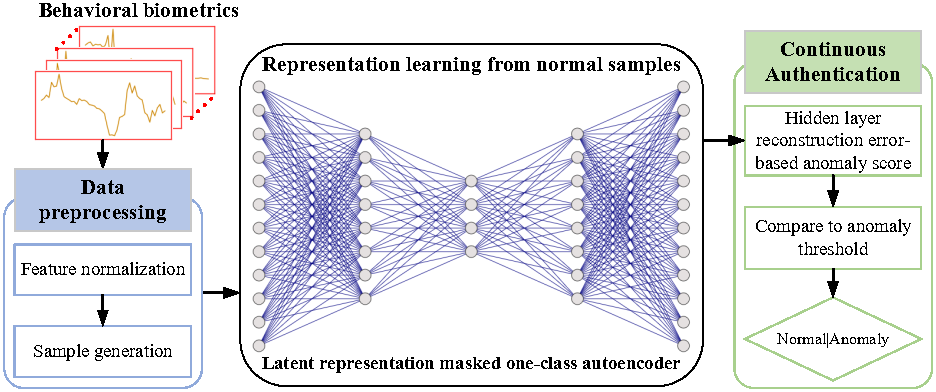 Behavioral biometrics
Data
preprocessing
Feature normalization
Sample generation
Representation learning from normal samples
Latent representation masked one-class autoencoder
Continuous
Authentication
Hidden layer
reconstruction error-
based anomaly score
Compare to anomaly
threshold
Normal|Anomaly